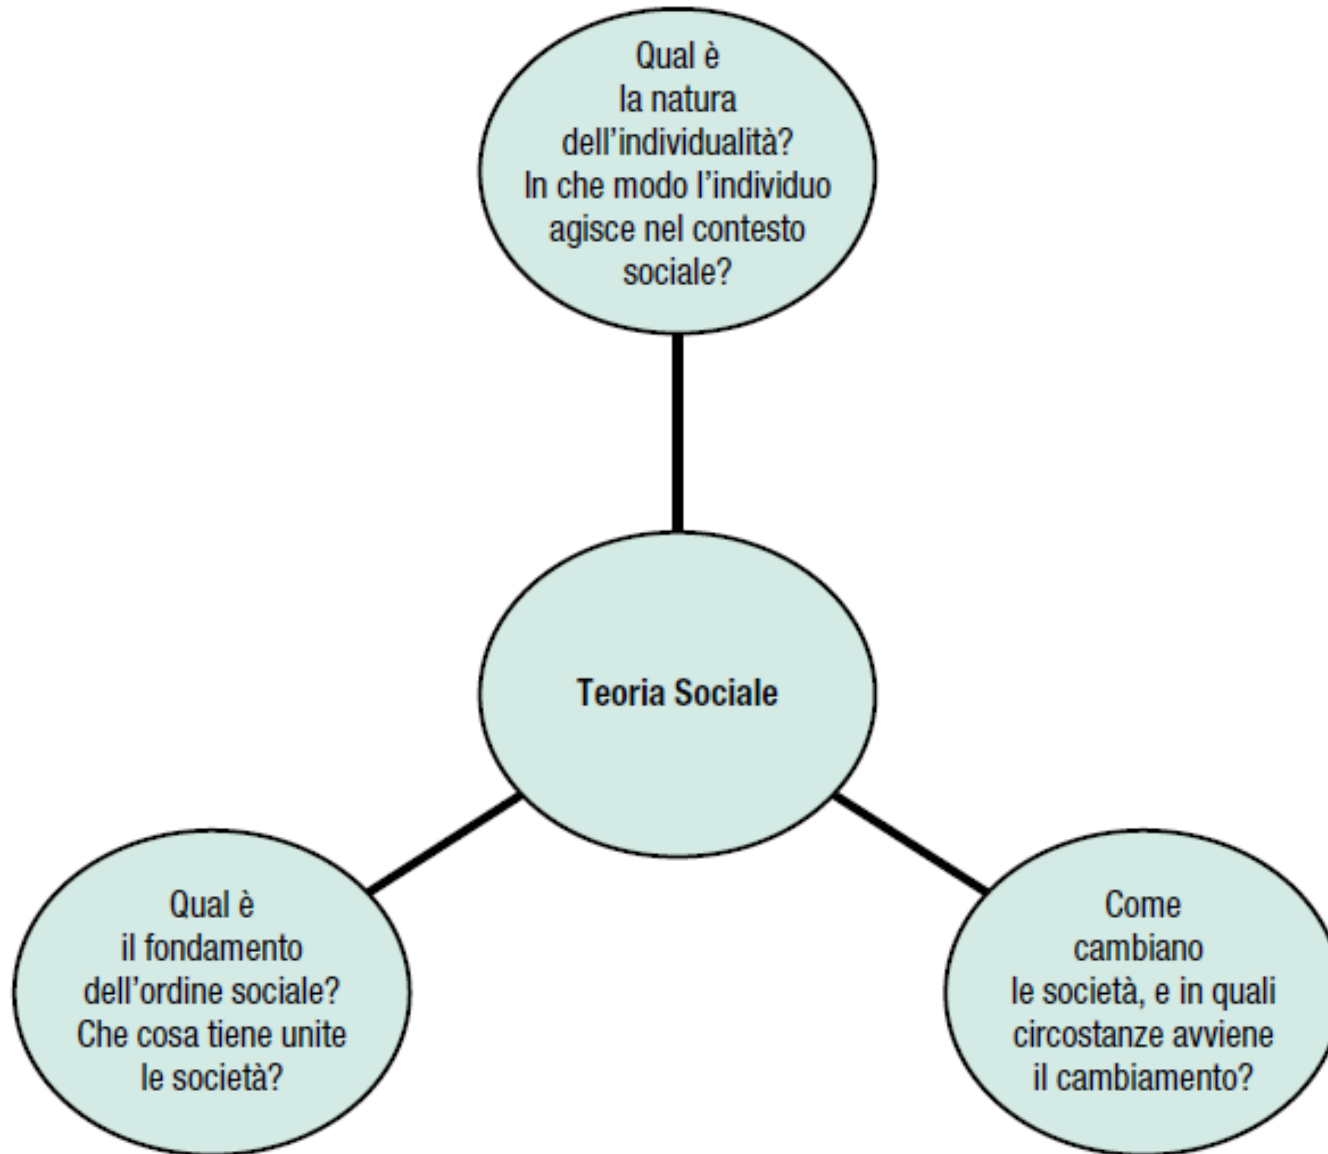 Qual è
la natura
dell'individualità?
In che modo l'individuo
agisce nel contesto
sociale?
Teoria Sociale
Qual è
il fondamento
dell'ordine sociale?
Che cosa tiene unite
le società?
Come
cambiano
le società, e in quali
circostanze avviene
il cambiamento?